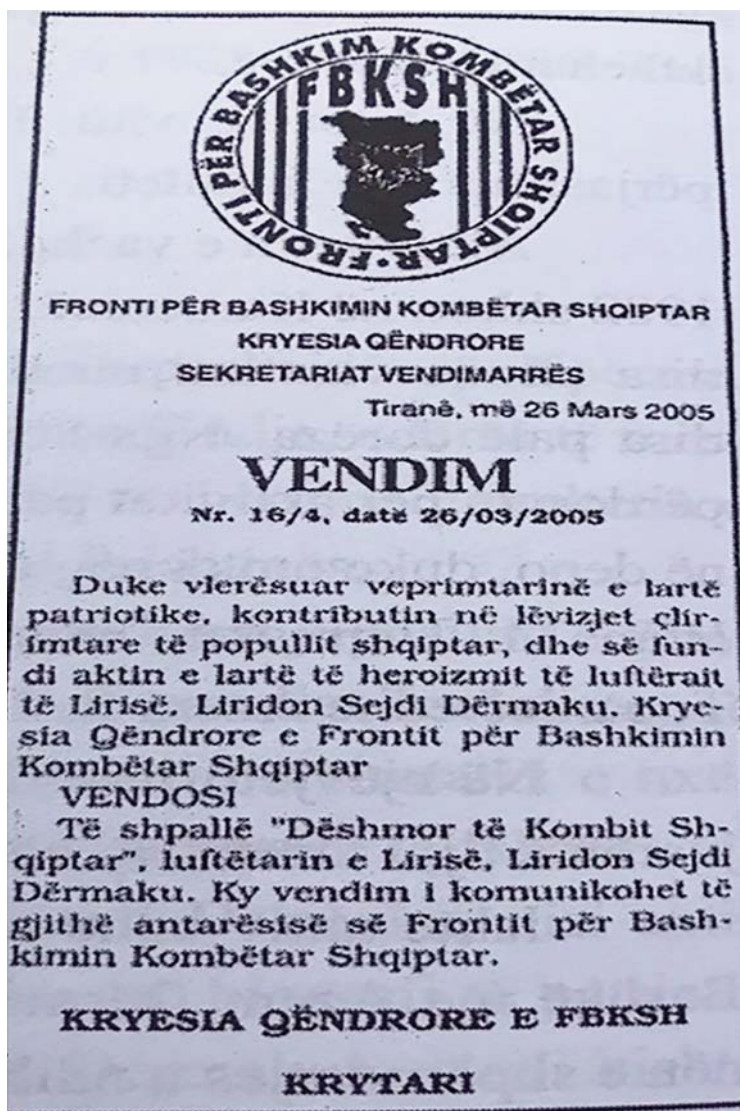 FRONTI PËR BASHKIM KOMBËTAR SHQIPTAR
FBKSH
FRONTI PËR BASHKIMIN KOMBËTAR SHQIPTAR
KRYESIA QËNDRORE
SEKRETARIAT VENDIMARRËS
Tiranë, më 26 Mars 2005
VENDIM
Nr. 16/4, datë 26/03/2005
Duke vlerësuar veprimtarinë e lartë
patriotike, kontributin në lëvizjet çlir-
imtare të popullit shqiptar, dhe së fun-
di aktin e lartë të heroizmit të luftërait
të Lirisë, Liridon Sejdi Dërmaku. Krye-
sia Qëndrore e Frontit për Bashkimin
Kombëtar Shqiptar
VENDOSI
Të shpallë "Dëshmor të Kombit Sh-
qiptar", luftëtarin e Lirisë, Liridon Sejdi
Dërmaku. Ky vendim i komunikohet të
gjithë antarësisë së Frontit për Bash-
kimin Kombëtar Shqiptar.
KRYESIA QËNDRORE E FBKSH
KRYTARI